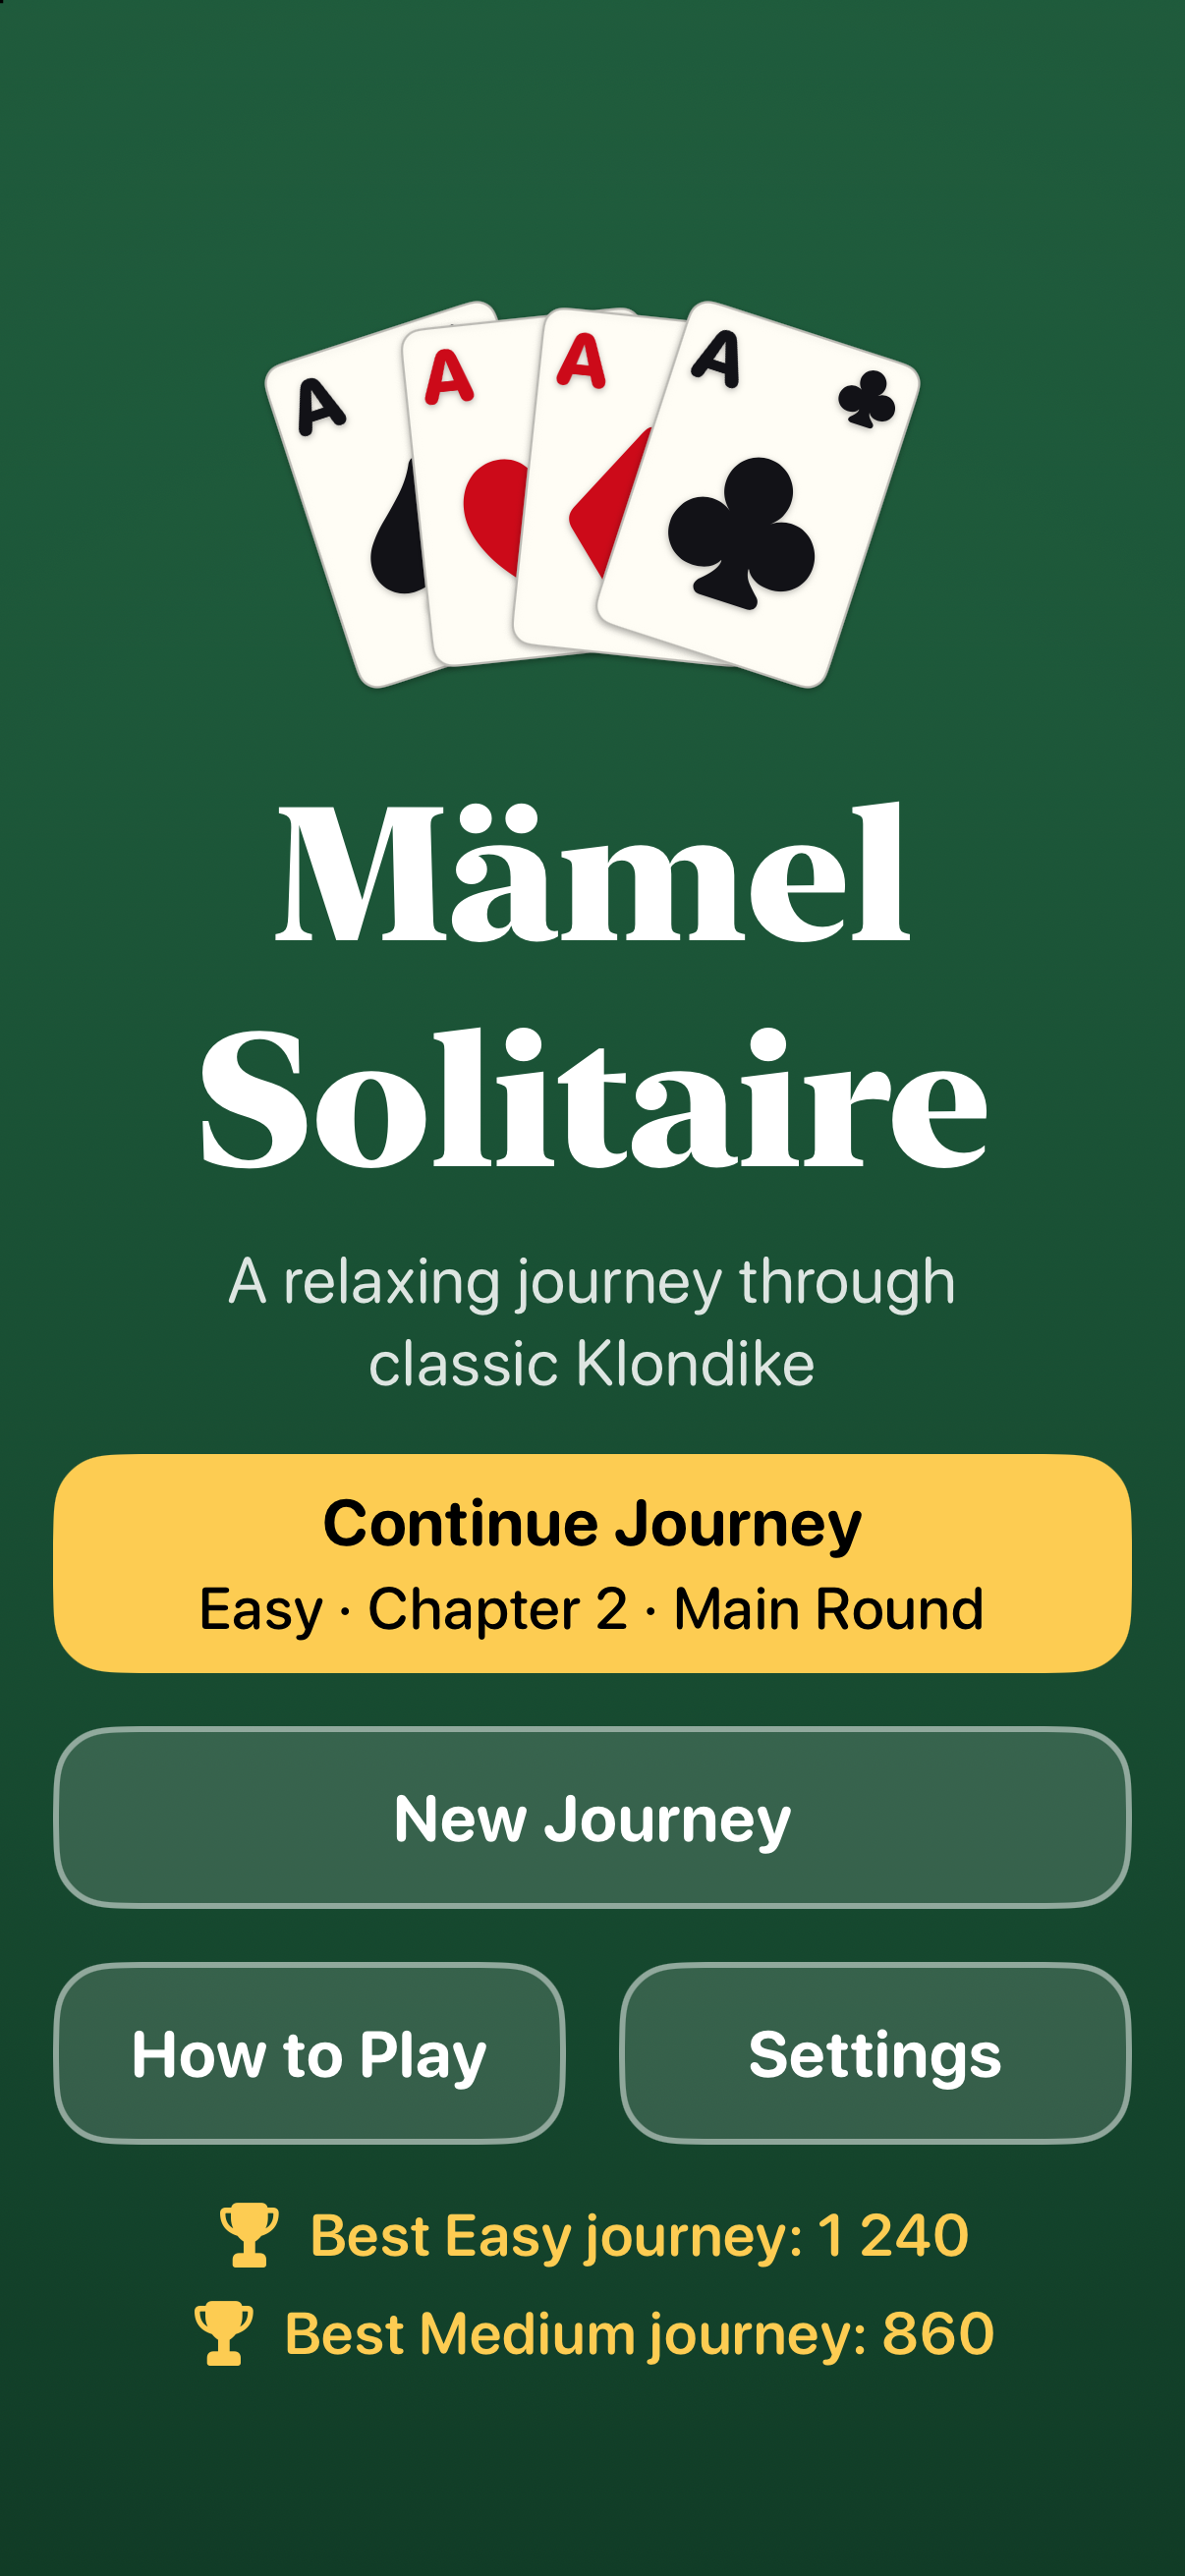 A A A A
Mämel
Solitaire
A relaxing journey through
classic Klondike
Continue Journey
Easy · Chapter 2 · Main Round
New Journey
How to Play
Settings
Best Easy journey: 1 240
Best Medium journey: 860